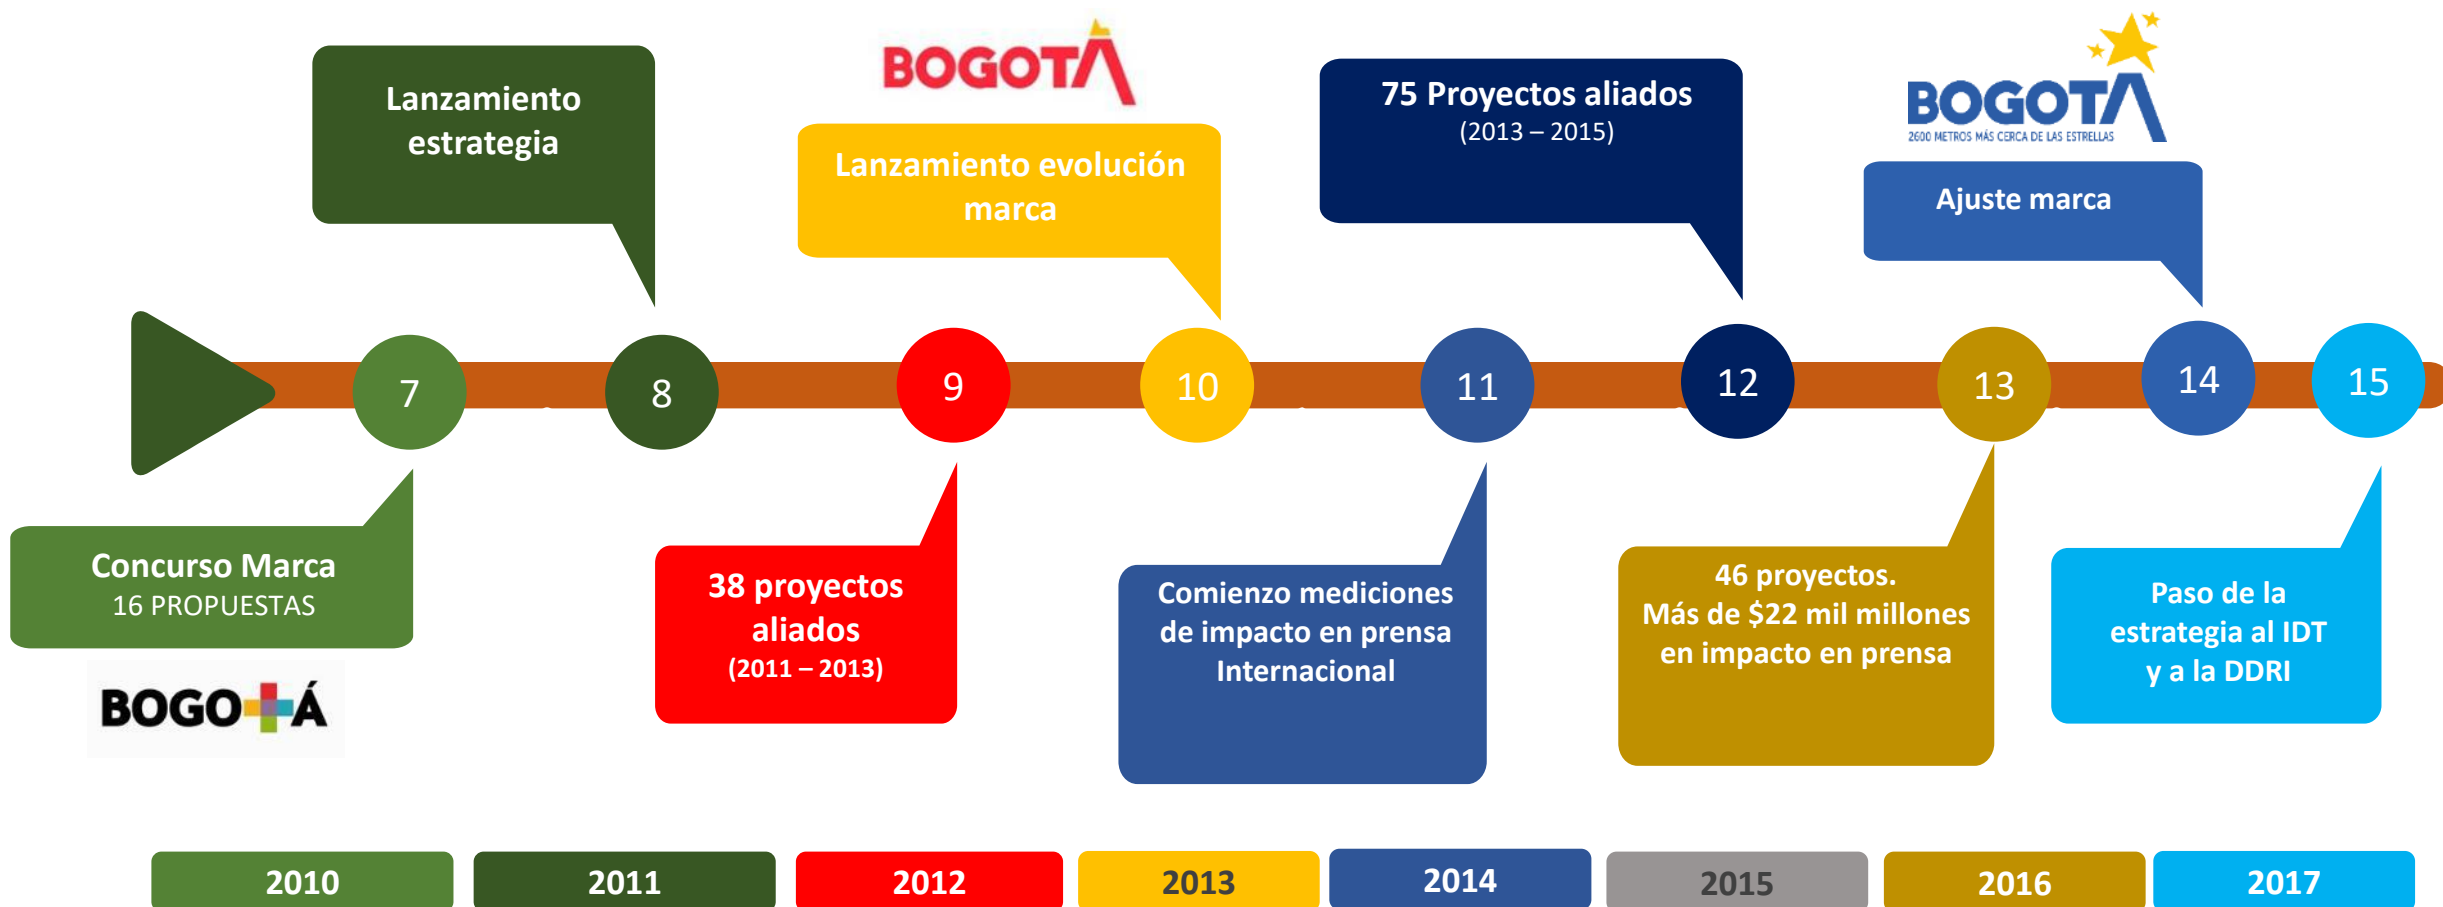 BOGOTÁ
BOGOTÁ
2600 METROS MÁS CERCA DE LAS ESTRELLAS
Lanzamiento
estrategia
Lanzamiento evolución
marca
75 Proyectos aliados
(2013 – 2015)
Ajuste marca
7
8
9
10
11
12
13
14
15
Concurso Marca
16 PROPUESTAS
BOGO+Á
38 proyectos
aliados
(2011 – 2013)
Comienzo mediciones
de impacto en prensa
Internacional
46 proyectos.
Más de $22 mil millones
en impacto en prensa
Paso de la
estrategia al IDT
y a la DDRI
2010
2011
2012
2013
2014
2015
2016
2017